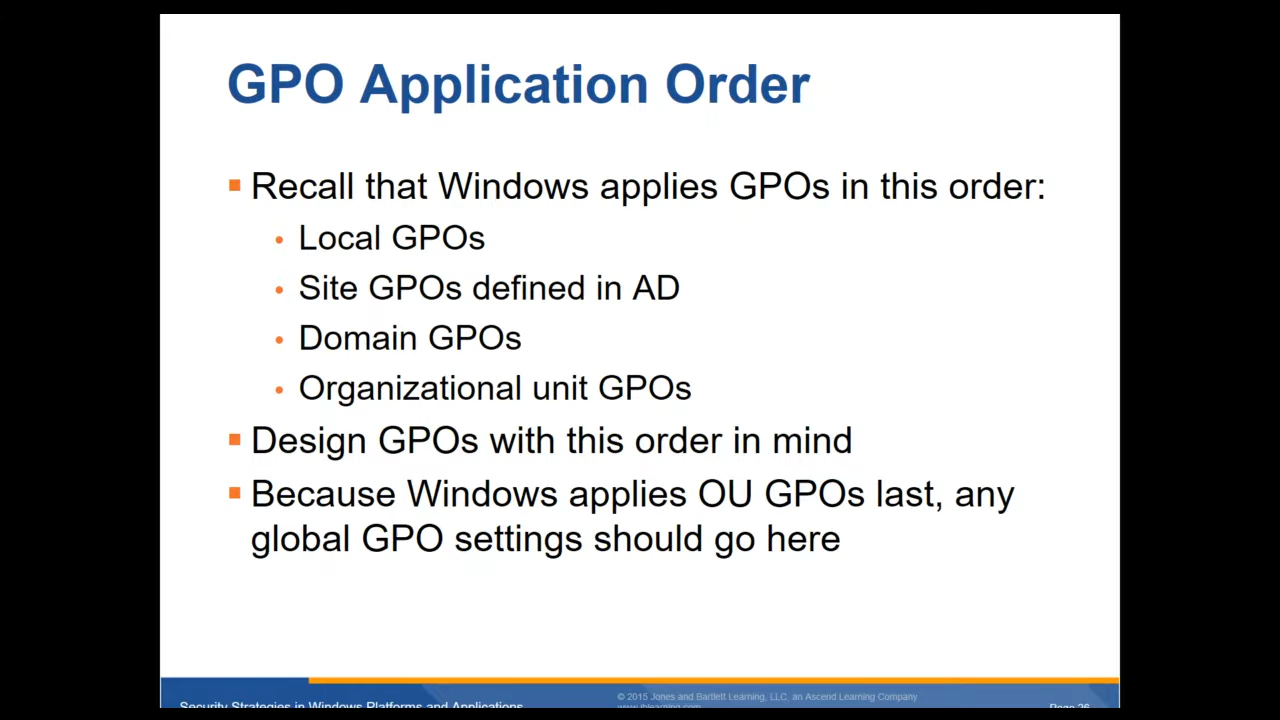 GPO Application Order
Recall that Windows applies GPOs in this order:
Local GPOs
Site GPOs defined in AD
Domain GPOs
Organizational unit GPOs
Design GPOs with this order in mind
Because Windows applies OU GPOs last, any
global GPO settings should go here
© 2015 Jones and Bartlett Learning, LLC, an Ascend Learning Company
Security Strategies in Windows Platforms and Applications
www.jblearning.com
Page 26